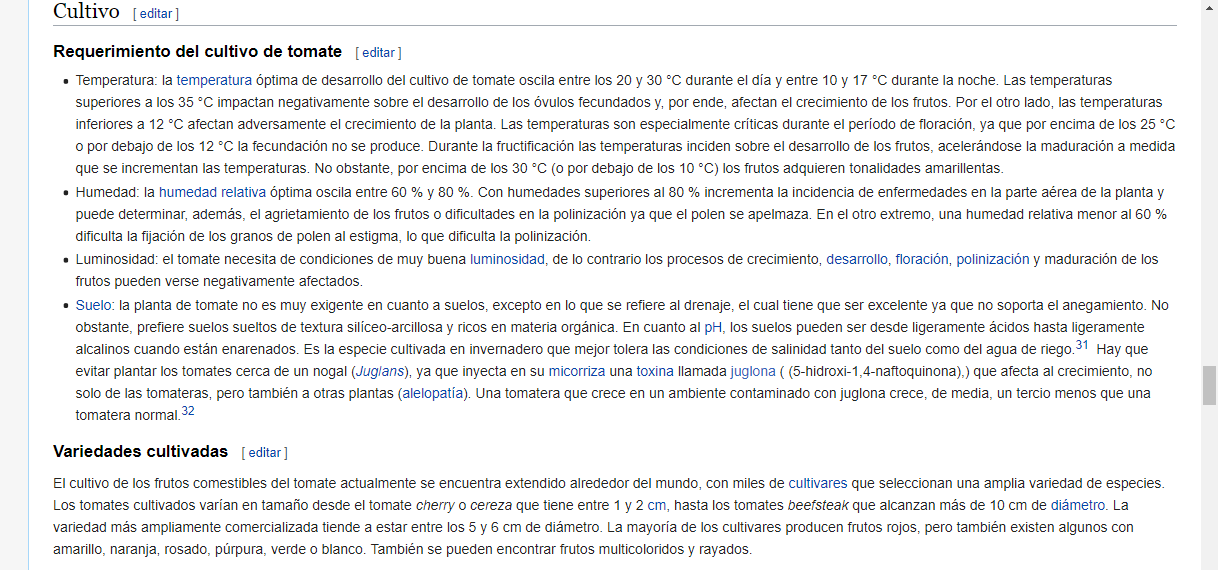 Cultivo [ editar ]
Requerimiento del cultivo de tomate [ editar ]
• Temperatura: la temperatura óptima de desarrollo del cultivo de tomate oscila entre los 20 y 30 °C durante el día y entre 10 y 17 °C durante la noche. Las temperaturas
superiores a los 35 °C impactan negativamente sobre el desarrollo de los óvulos fecundados y, por ende, afectan el crecimiento de los frutos. Por el otro lado, las temperaturas
inferiores a 12 °C afectan adversamente el crecimiento de la planta. Las temperaturas son especialmente críticas durante el período de floración, ya que por encima de los 25 °C
o por debajo de los 12 °C la fecundación no se produce. Durante la fructificación las temperaturas inciden sobre el desarrollo de los frutos, acelerándose la maduración a medida
que se incrementan las temperaturas. No obstante, por encima de los 30 °C (o por debajo de los 10 °C) los frutos adquieren tonalidades amarillentas.
• Humedad: la humedad relativa óptima oscila entre 60 % y 80 %. Con humedades superiores al 80 % incrementa la incidencia de enfermedades en la parte aérea de la planta y
puede determinar, además, el agrietamiento de los frutos o dificultades en la polinización ya que el polen se apelmaza. En el otro extremo, una humedad relativa menor al 60 %
dificulta la fijación de los granos de polen al estigma, lo que dificulta la polinización.
• Luminosidad: el tomate necesita de condiciones de muy buena luminosidad, de lo contrario los procesos de crecimiento, desarrollo, floración, polinización y maduración de los
frutos pueden verse negativamente afectados.
• Suelo: la planta de tomate no es muy exigente en cuanto a suelos, excepto en lo que se refiere al drenaje, el cual tiene que ser excelente ya que no soporta el anegamiento. No
obstante, prefiere suelos sueltos de textura silíceo-arcillosa y ricos en materia orgánica. En cuanto al pH, los suelos pueden ser desde ligeramente ácidos hasta ligeramente
alcalinos cuando están enarenados. Es la especie cultivada en invernadero que mejor tolera las condiciones de salinidad tanto del suelo como del agua de riego.31 Hay que
evitar plantar los tomates cerca de un nogal (Juglans), ya que inyecta en su micorriza una toxina llamada juglona ( (5-hidroxi-1,4-naftoquinona),) que afecta al crecimiento, no
solo de las tomateras, pero también a otras plantas (alelopatía). Una tomatera que crece en un ambiente contaminado con juglona crece, de media, un tercio menos que una
tomatera normal.32
Variedades cultivadas [ editar ]
El cultivo de los frutos comestibles del tomate actualmente se encuentra extendido alrededor del mundo, con miles de cultivares que seleccionan una amplia variedad de especies.
Los tomates cultivados varían en tamaño desde el tomate cherry o cereza que tiene entre 1 y 2 cm, hasta los tomates beefsteak que alcanzan más de 10 cm de diámetro. La
variedad más ampliamente comercializada tiende a estar entre los 5 y 6 cm de diámetro. La mayoría de los cultivares producen frutos rojos, pero también existen algunos con
amarillo, naranja, rosado, púrpura, verde o blanco. También se pueden encontrar frutos multicoloridos y rayados.